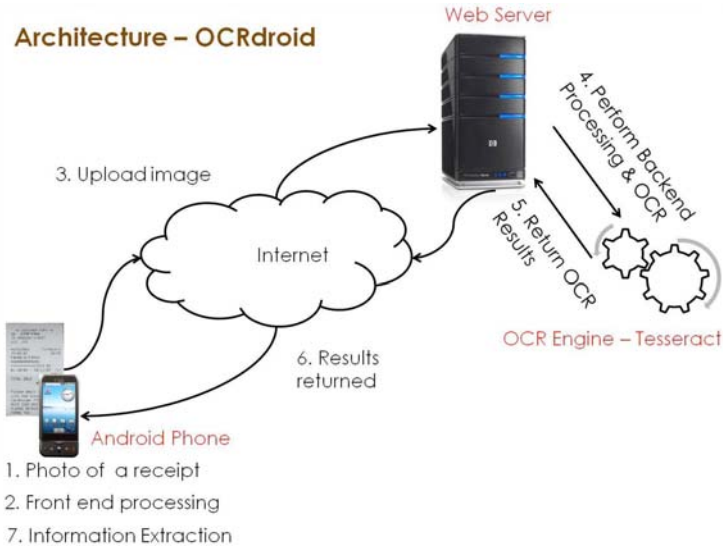 Web Server
Architecture – OCRdroid
4. Perform Backend
Processing & OCR
3. Upload image
5. Return OCR
Results
Internet
OCR Engine – Tesseract
6. Results
returned
Android Phone
1. Photo of a receipt
2. Front end processing
7. Information Extraction